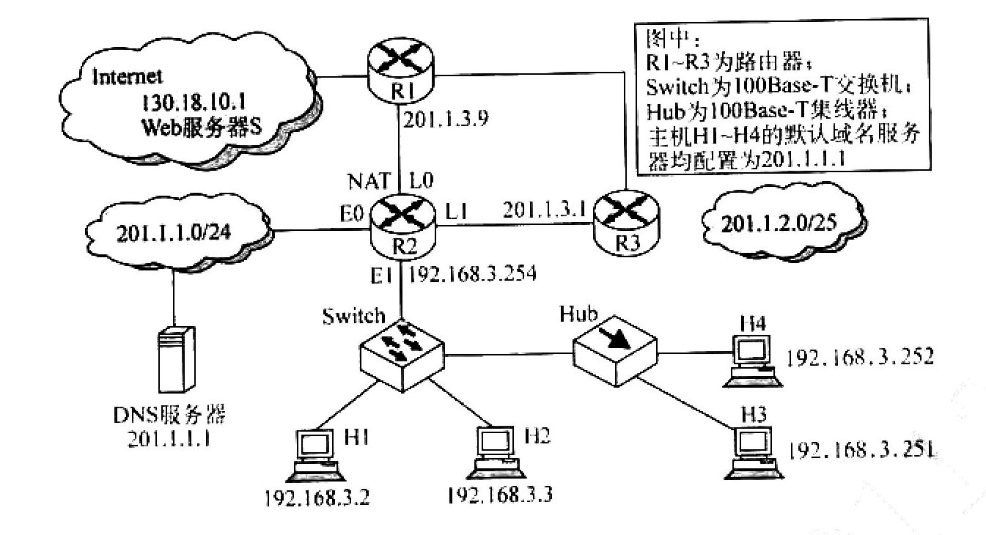 Internet
130.18.10.1
Web服务器S
R1
201.1.3.9
图中:
R1~R3为路由器;
Switch为100Base-T交换机;
Hub为100Base-T集线器;
主机H1~H4的默认域名服务
器均配置为201.1.1.1
NAT L0
E0 L1 201.1.3.1
R2
R3
201.1.1.0/24
201.1.2.0/25
E1 192.168.3.254
Switch
Hub
H4
192.168.3.252
DNS服务器
201.1.1.1
H1
H2
H3
192.168.3.251
192.168.3.2
192.168.3.3